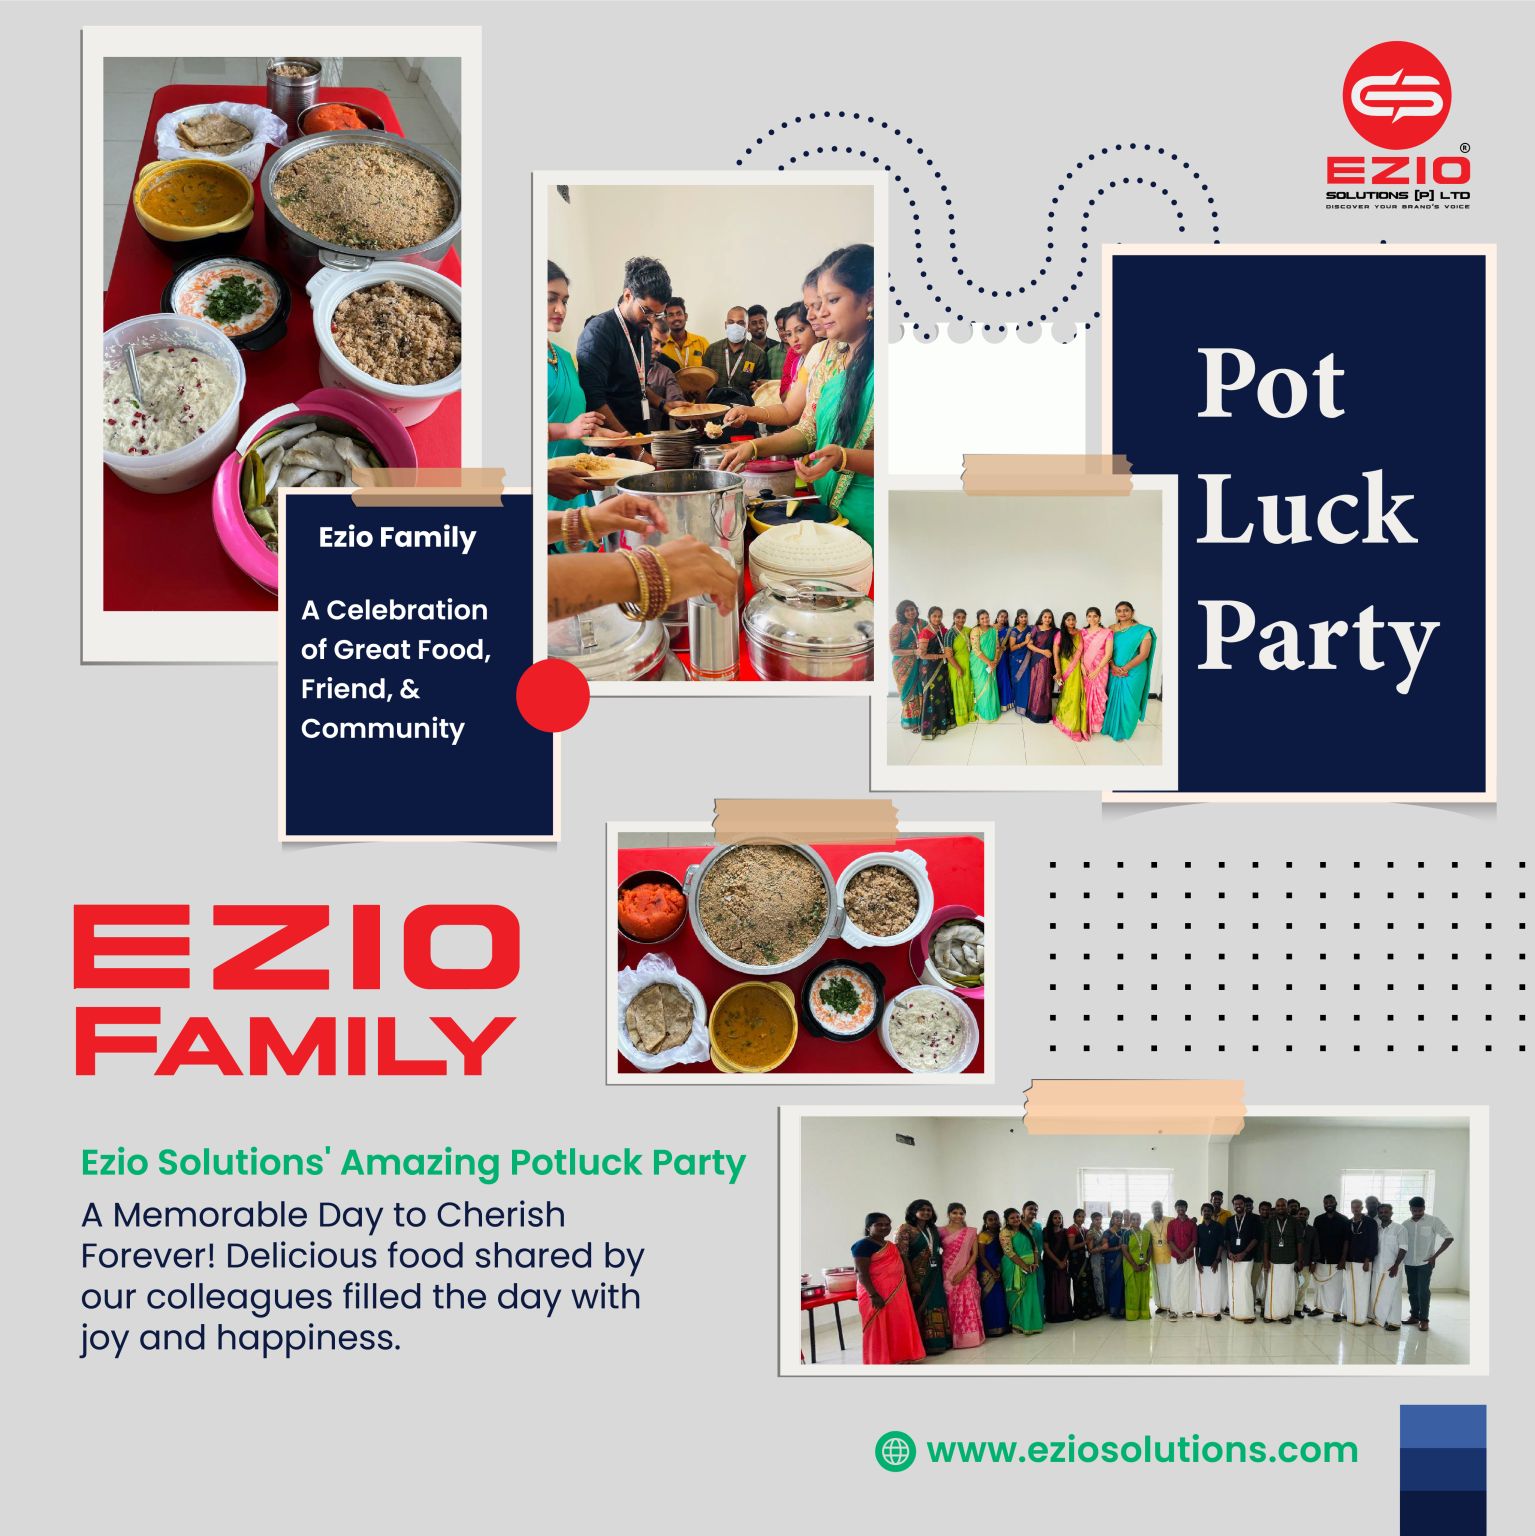 EZIO
®
SOLUTIONS [P] LTD
DISCOVER YOUR BRAND'S VOICE
Pot
Luck
Party
Ezio Family
A Celebration
of Great Food,
Friend, &
Community
EZIO
FAMILY
Ezio Solutions' Amazing Potluck Party
A Memorable Day to Cherish
Forever! Delicious food shared by
our colleagues filled the day with
joy and happiness.
www.eziosolutions.com